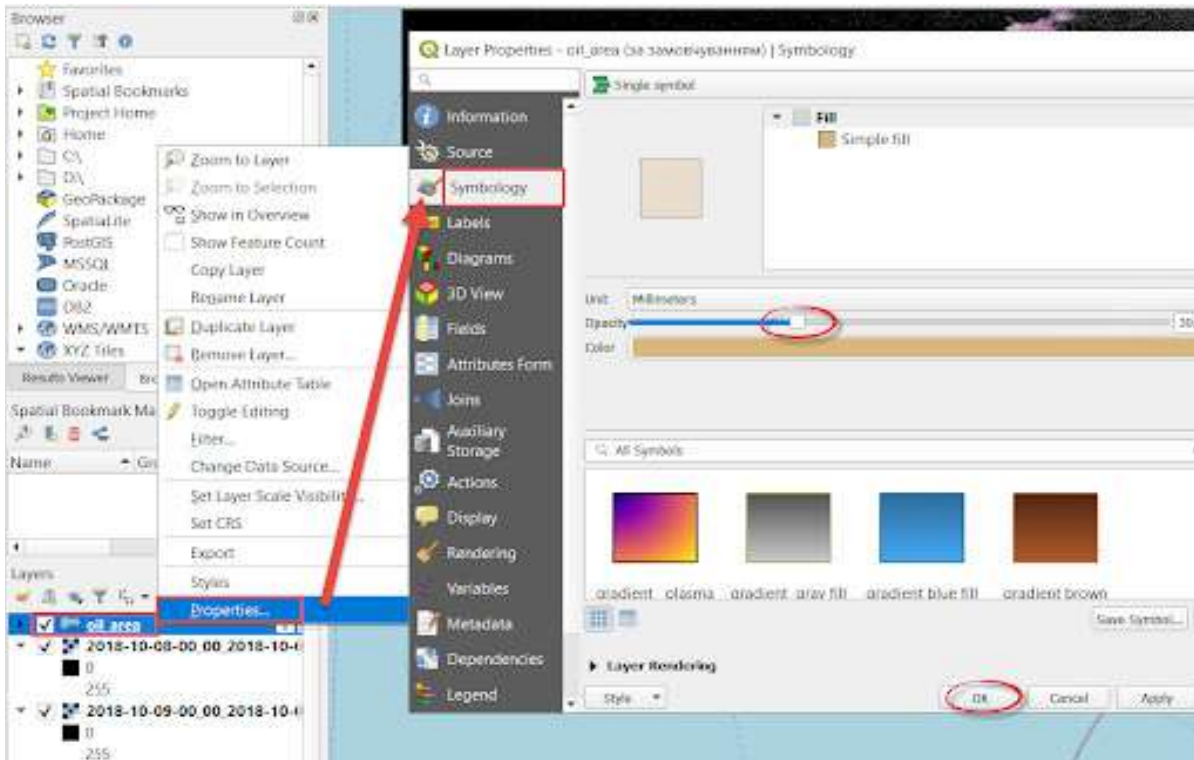 Browser
Favorites
Spatial Bookmarks
Project Home
Home
C:\
D:\
GeoPackage
SpatiaLite
PostGIS
MSSQL
Oracle
DB2
WMS/WMTS
XYZ Tiles
Results Viewer
Spatial Bookmark Ma
Name
Layers
oil_area
2018-10-08-00_00_2018-10-
0
255
2018-10-09-00_00_2018-10-
0
255
Zoom to Layer
Zoom to Selection
Show in Overview
Show Feature Count
Copy Layer
Rename Layer
Duplicate Layer
Remove Layer...
Open Attribute Table
Toggle Editing
Filter...
Change Data Source...
Set Layer Scale Visibilit
Set CRS
Export
Styles
Properties...
Layer Properties - oil_area (за замовчуванням) | Symbology
Information
Source
Symbology
Labels
Diagrams
3D View
Fields
Attributes Form
Joins
Auxiliary
Storage
Actions
Display
Rendering
Variables
Metadata
Dependencies
Legend
Single symbol
Fill
Simple fill
Unit Millimeters
Opacity
Color
All Symbols
gradient plasma gradient gray fill gradient blue fill gradient brown
Save Symbol...
Layer Rendering
Style OK Cancel Apply